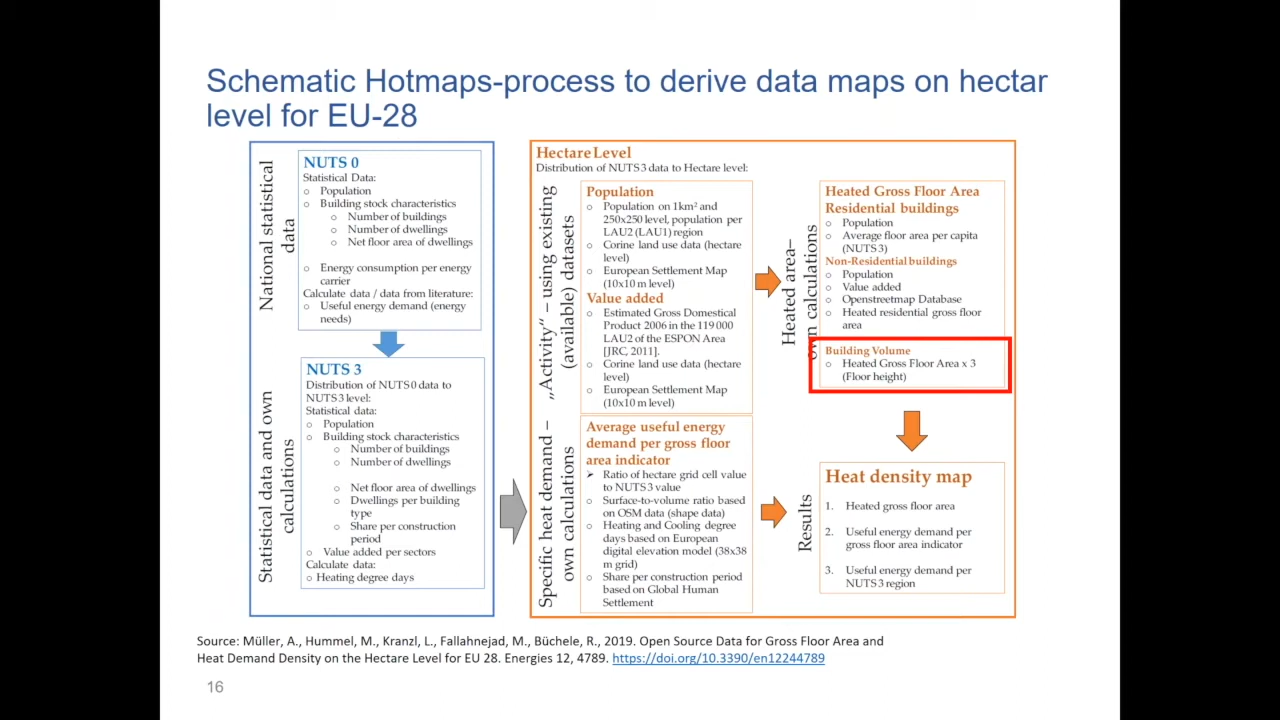 Schematic Hotmaps-process to derive data maps on hectar
level for EU-28
National statistical
data
NUTS 0
Statistical Data:
o Population
o Building stock characteristics
o Number of buildings
o Number of dwellings
o Net floor area of dwellings
o Energy consumption per energy
carrier
Calculate data / data from literature:
o Useful energy demand (energy
needs)
Statistical data and own
calculations
NUTS 3
Distribution of NUTS 0 data to
NUTS 3 level:
Statistical data:
o Population
o Building stock characteristics
o Number of buildings
o Number of dwellings
o Net floor area of dwellings
o Dwellings per building
type
o Share per construction
period
o Value added per sectors
Calculate data:
o Heating degree days
Hectare Level
Distribution of NUTS 3 data to Hectare level:
„Activity“ – using existing
(available) datasets
Population
o Population on 1km² and
250x250 level, population per
LAU2 (LAU1) region
o Corine land use data (hectare
level)
o European Settlement Map
(10x10 m level)
Value added
o Estimated Gross Domestical
Product 2006 in the 119 000
LAU2 of the ESPON Area
[JRC, 2011].
o Corine land use data (hectare
level)
o European Settlement Map
(10x10 m level)
Specific heat demand –
own calculations
Average useful energy
demand per gross floor
area indicator
➤ Ratio of hectare grid cell value
to NUTS 3 value
o Surface-to-volume ratio based
on OSM data (shape data)
o Heating and Cooling degree
days based on European
digital elevation model (38x38
m grid)
o Share per construction period
based on Global Human
Settlement
Heated area–
own calculations
Heated Gross Floor Area
Residential buildings
o Population
o Average floor area per capita
(NUTS 3)
Non-Residential buildings
o Population
o Value added
o Openstreetmap Database
o Heated residential gross floor
area
Building Volume
o Heated Gross Floor Area x 3
(Floor height)
Results
Heat density map
1. Heated gross floor area
2. Useful energy demand per
gross floor area indicator
3. Useful energy demand per
NUTS 3 region
Source: Müller, A., Hummel, M., Kranzl, L., Fallahnejad, M., Büchele, R., 2019. Open Source Data for Gross Floor Area and
Heat Demand Density on the Hectare Level for EU 28. Energies 12, 4789. https://doi.org/10.3390/en12244789
16